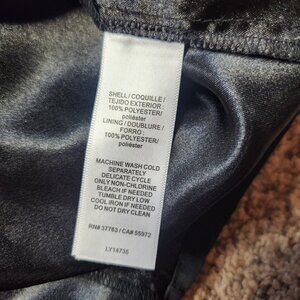 SHELL / COQUILLE /
TEJIDO EXTERIOR :
100% POLYESTER/
poliéster
LINING / DOUBLURE /
FORRO :
100% POLYESTER/
poliéster
MACHINE WASH COLD
SEPARATELY
DELICATE CYCLE
ONLY NON-CHLORINE
BLEACH IF NEEDED
TUMBLE DRY LOW
COOL IRON IF NEEDED
DO NOT DRY CLEAN
RN# 37763 / CA# 55972
LY14735